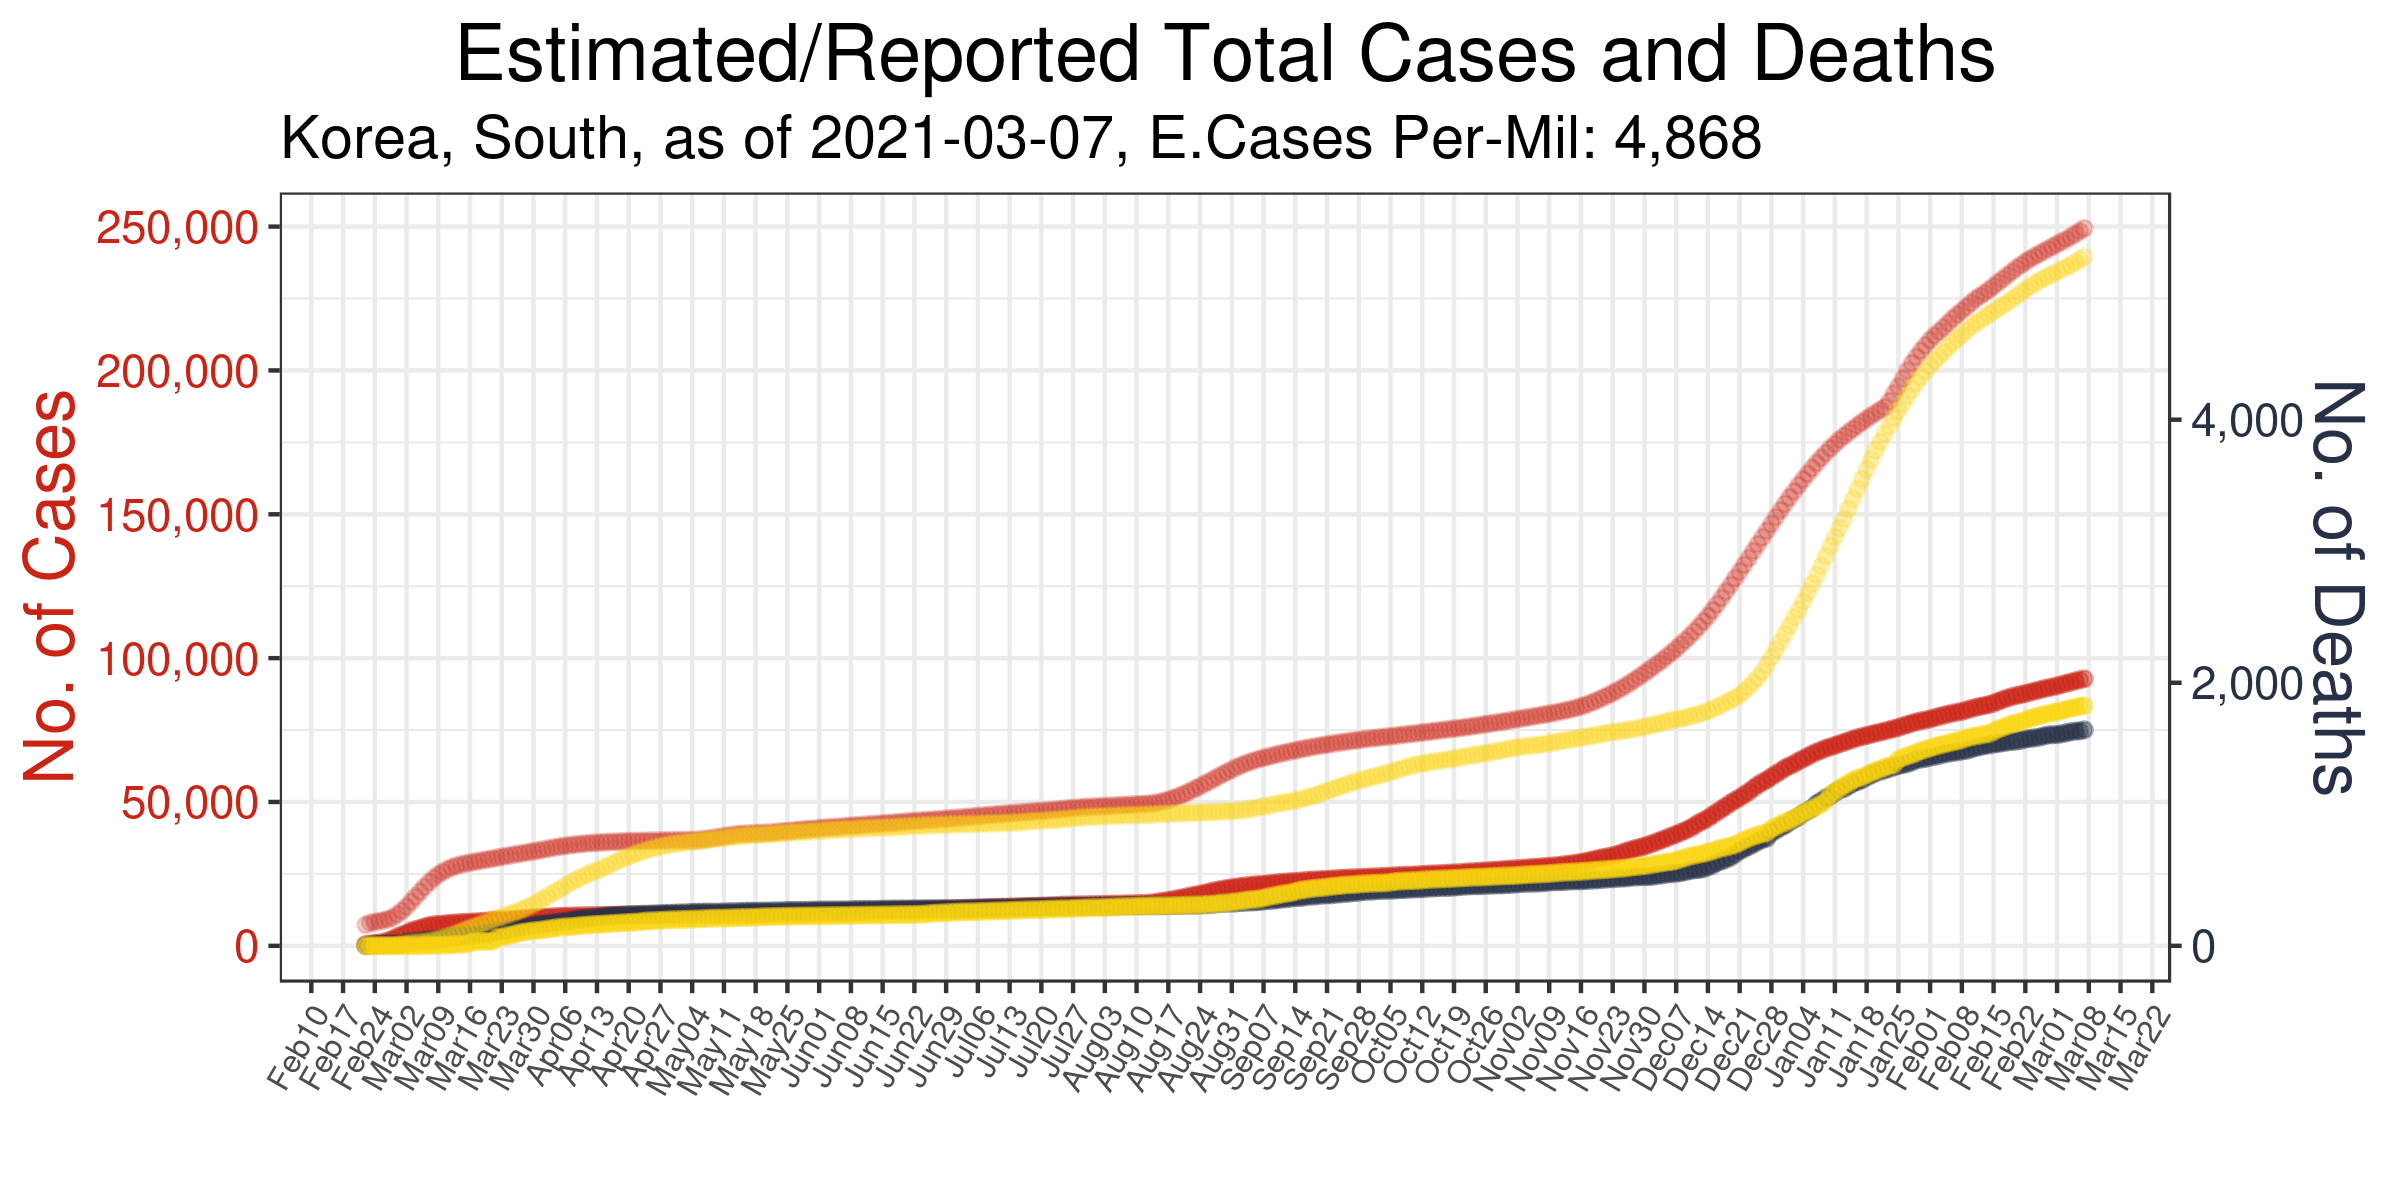 Estimated/Reported Total Cases and Deaths
Korea, South, as of 2021-03-07, E.Cases Per-Mil: 4,868
No. of Cases
250,000
200,000
150,000
100,000
50,000
0
4,000
2,000
0
No. of Deaths
Feb10
Feb17
Feb24
Mar02
Mar09
Mar16
Mar23
Mar30
Apr06
Apr13
Apr20
Apr27
May04
May11
May18
May25
Jun01
Jun08
Jun15
Jun22
Jun29
Jul06
Jul13
Jul20
Jul27
Aug03
Aug10
Aug17
Aug24
Aug31
Sep07
Sep14
Sep21
Sep28
Oct05
Oct12
Oct19
Oct26
Nov02
Nov09
Nov16
Nov23
Nov30
Dec07
Dec14
Dec21
Dec28
Jan04
Jan11
Jan18
Jan25
Feb01
Feb08
Feb15
Feb22
Mar01
Mar08
Mar15
Mar22